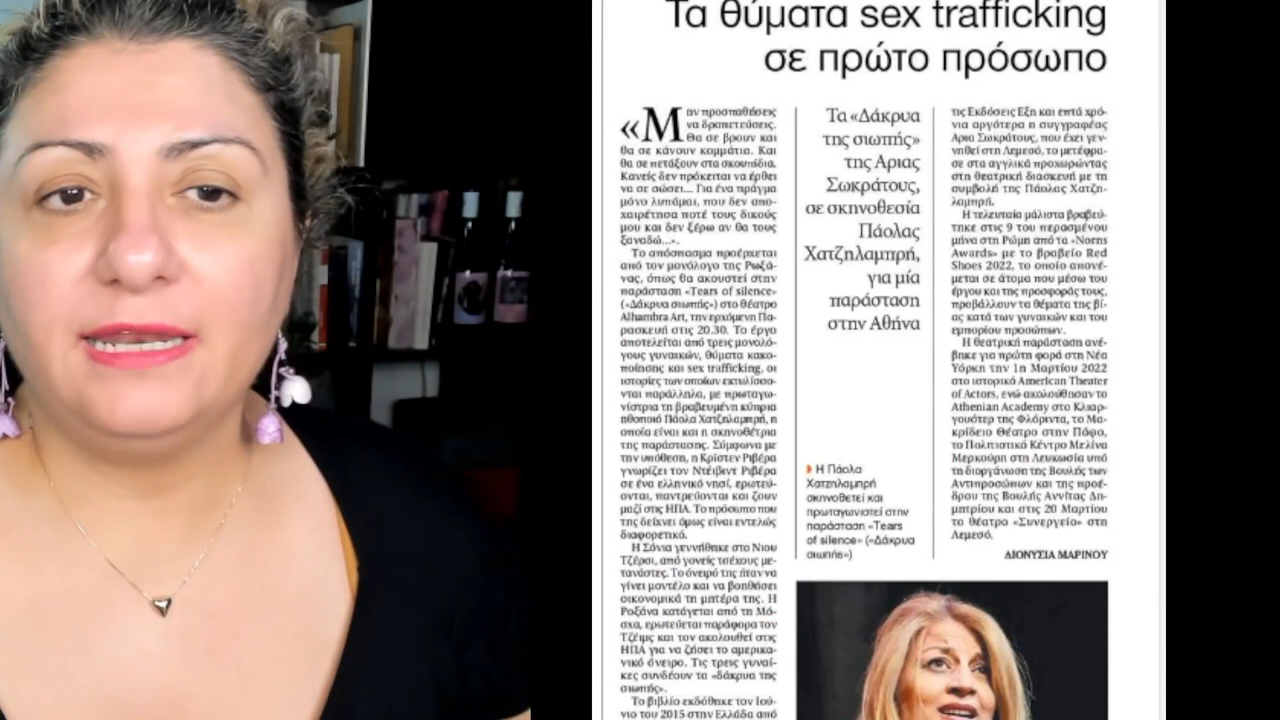 Τα θύματα sex trafficking
σε πρώτο πρόσωπο
«Μην προσπαθήσεις
να δραπετεύσεις.
Θα σε βρουν και
θα σε κάνουν κομμάτια. Και
θα σε πετάξουν στα σκουπίδια.
Κανείς δεν πρόκειται να έρθει
να σε σώσει... Για ένα πράγμα
μόνο λυπάμαι, που δεν απο-
χαιρέτησα ποτέ τους δικούς
μου και δεν ξέρω αν θα τους
ξαναδώ...».
Το απόσπασμα προέρχεται
από τον μονόλογο της Ρωξά-
νας, όπως θα ακουστεί στην
παράσταση «Tears of silence»
(«Δάκρυα σιωπής») στο θέατρο
Alhambra Art, την ερχόμενη Πα-
ρασκευή στις 20.30. Το έργο
αποτελείται από τρεις μονολό-
γους γυναικών, θύματα κακο-
ποίησης και sex trafficking, οι
ιστορίες των οποίων εκτυλίσσο-
νται παράλληλα, με πρωταγω-
νίστρια τη βραβευμένη κύπρια
ηθοποιό Πάολα Χατζηλαμπρή, η
οποία είναι και η σκηνοθέτρια
της παράστασης. Σύμφωνα με
την υπόθεση, η Κρίστεν Ριβέρα
γνωρίζει τον Ντέιβιντ Ριβέρα
σε ένα ελληνικό νησί, ερωτεύ-
ονται, παντρεύονται και ζουν
μαζί στις ΗΠΑ. Το πρόσωπο που
της δείχνει όμως είναι εντελώς
διαφορετικό.
Η Σόνια γεννήθηκε στο Νιου
Τζέρσι, από γονείς τσέχους με-
τανάστες. Το όνειρό της ήταν να
γίνει μοντέλο και να βοηθήσει
οικονομικά τη μητέρα της. Η
Ροξάνα κατάγεται από τη Μό-
σχα, ερωτεύεται παράφορα τον
Τζέιμς και τον ακολουθεί στις
ΗΠΑ για να ζήσει το αμερικα-
νικό όνειρο. Τις τρεις γυναί-
κες συνδέουν τα «δάκρυα της
σιωπής».
Το βιβλίο εκδόθηκε τον Ιού-
νιο του 2015 στην Ελλάδα από
Τα «Δάκρυα
της σιωπής»
της Αριας
Σωκράτους,
σε σκηνοθεσία
Πάολας
Χατζηλαμπρή,
για μία
παράσταση
στην Αθήνα
Η Πάολα
Χατζηλαμπρή
σκηνοθετεί και
πρωταγωνιστεί στην
παράσταση «Tears
of silence» («Δάκρυα
σιωπής»)
τις Εκδόσεις Εξη και επτά χρό-
νια αργότερα η συγγραφέας
Αρια Σωκράτους, που έχει γεν-
νηθεί στη Λεμεσό, το μετέφρα-
σε στα αγγλικά προχωρώντας
στη θεατρική διασκευή με τη
συμβολή της Πάολας Χατζη-
λαμπρή.
Η τελευταία μάλιστα βραβεύ-
τηκε στις 9 του περασμένου
μήνα στη Ρώμη από τα «Norns
Awards» με το βραβείο Red
Shoes 2022, το οποίο απονέ-
μεται σε άτομα που μέσω του
έργου και της προσφοράς τους,
προβάλλουν τα θέματα της βί-
ας κατά των γυναικών και του
εμπορίου προσώπων.
Η θεατρική παράσταση ανέ-
βηκε για πρώτη φορά στη Νέα
Υόρκη την 1η Μαρτίου 2022
στο ιστορικό American Theater
of Actors, ενώ ακολούθησαν το
Athenian Academy στο Κλιαρ-
γουότερ της Φλόριντα, το Μα-
κρίδειο Θέατρο στην Πάφο,
το Πολιτιστικό Κέντρο Μελίνα
Μερκούρη στη Λευκωσία υπό
τη διοργάνωση της Βουλής των
Αντιπροσώπων και της προέ-
δρου της Βουλής Αννίτας Δη-
μητρίου και στις 20 Μαρτίου
το θέατρο «Συνεργείο» στη
Λεμεσό.
ΔΙΟΝΥΣΙΑ ΜΑΡΙΝΟΥ